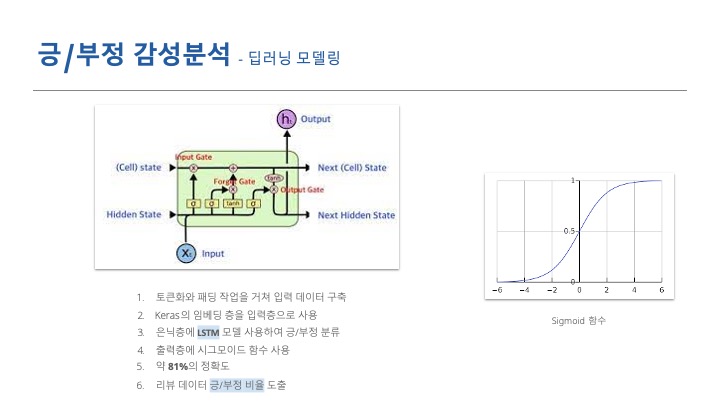 긍/부정 감성분석 - 딥러닝 모델링
hₜ Output
Input Gate
(Cell) state
Next (Cell) State
tanh
Forget Gate
Output Gate
σ σ tanh σ
Hidden State
Next Hidden State
Xₜ Input
1
0.5
0
-6 -4 -2 0 2 4 6
Sigmoid 함수
1. 토큰화와 패딩 작업을 거쳐 입력 데이터 구축
2. Keras의 임베딩 층을 입력층으로 사용
3. 은닉층에 LSTM 모델 사용하여 긍/부정 분류
4. 출력층에 시그모이드 함수 사용
5. 약 81%의 정확도
6. 리뷰 데이터 긍/부정 비율 도출